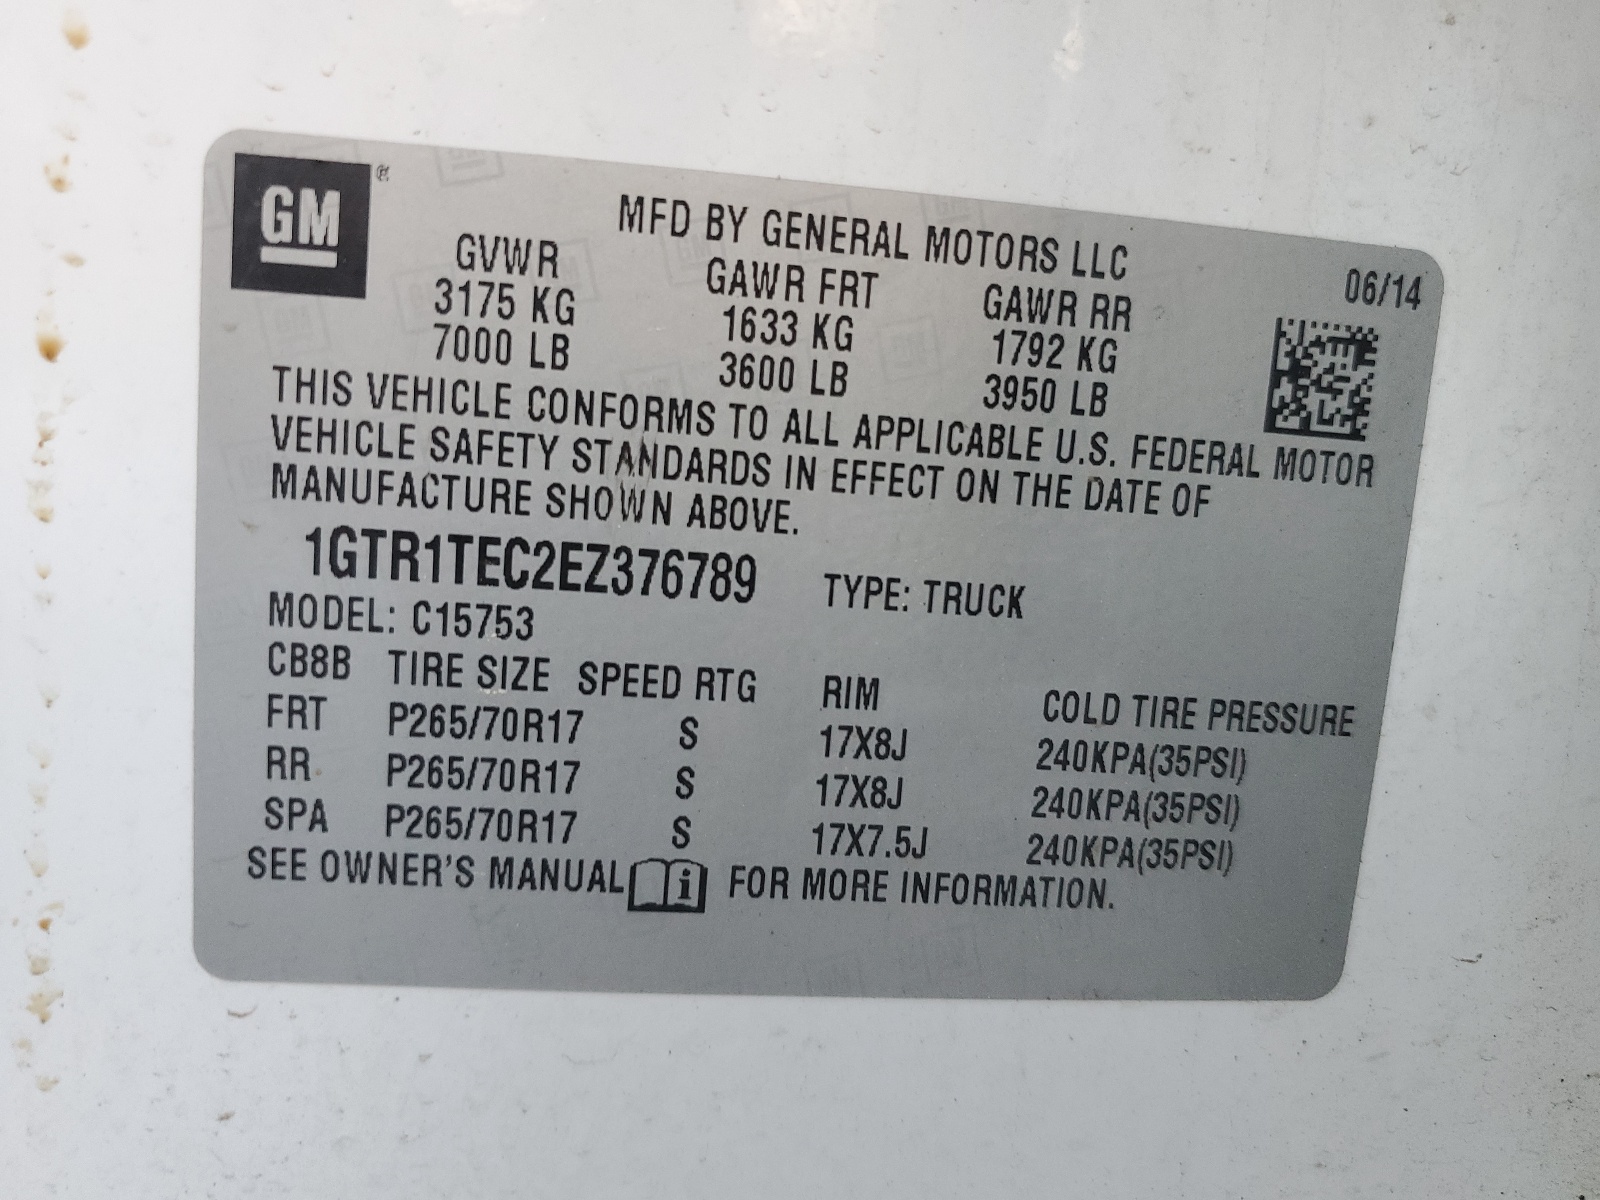 GM ®
MFD BY GENERAL MOTORS LLC
06/14
GVWR GAWR FRT GAWR RR
3175 KG 1633 KG 1792 KG
7000 LB 3600 LB 3950 LB
THIS VEHICLE CONFORMS TO ALL APPLICABLE U.S. FEDERAL MOTOR
VEHICLE SAFETY STANDARDS IN EFFECT ON THE DATE OF
MANUFACTURE SHOWN ABOVE.
1GTR1TEC2EZ376789 TYPE: TRUCK
MODEL: C15753
CB8B TIRE SIZE SPEED RTG RIM COLD TIRE PRESSURE
FRT P265/70R17 S 17X8J 240KPA(35PSI)
RR P265/70R17 S 17X8J 240KPA(35PSI)
SPA P265/70R17 S 17X7.5J 240KPA(35PSI)
SEE OWNER'S MANUAL i FOR MORE INFORMATION.